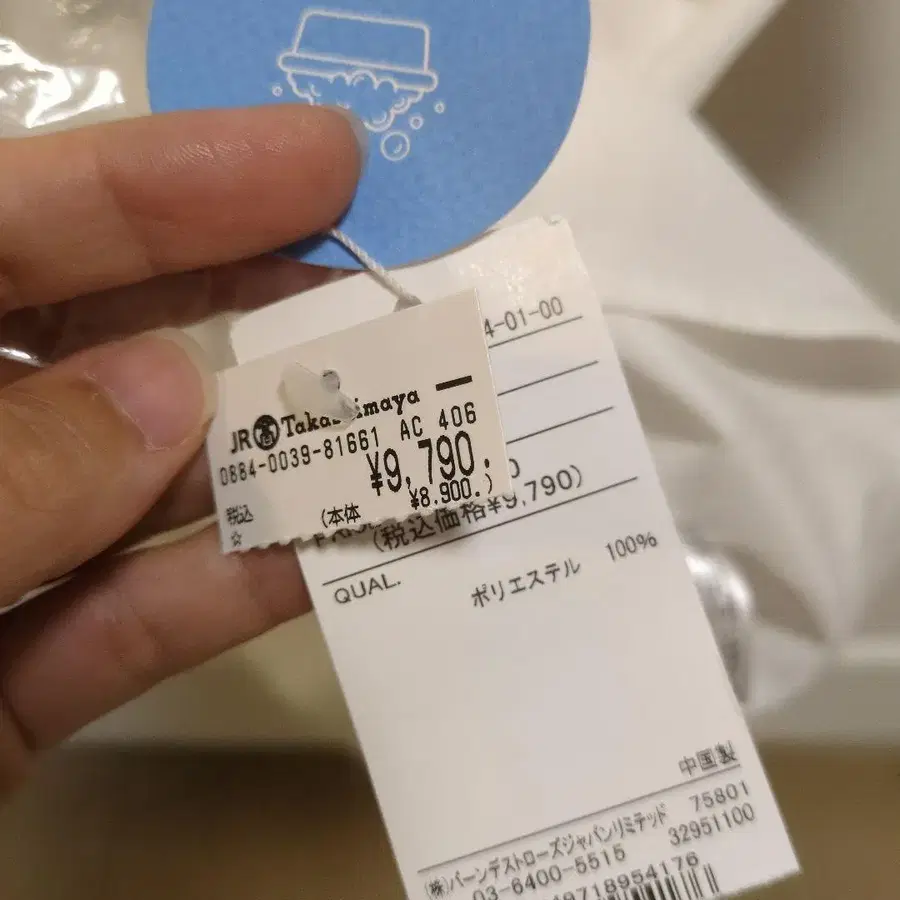 4-01-00
JR 髙 Takashimaya
0884-0039-81661 AC 406
¥9,790.
税込 (本体 ¥8.900.)
☆
(税込価格¥9,790)
QUAL. ポリエステル 100%
中国製
(株)バーンデストローズジャパンリミテッド 75801
03-6400-5515 32951100
718954176